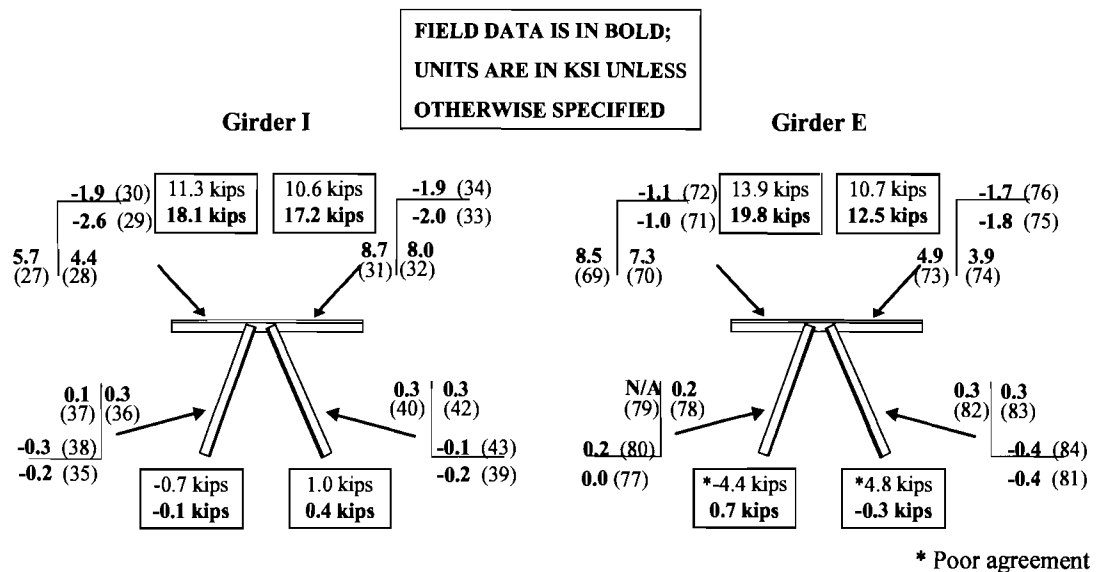 FIELD DATA IS IN BOLD;
UNITS ARE IN KSI UNLESS
OTHERWISE SPECIFIED
Girder I
-1.9 (30)
-2.6 (29)
5.7 4.4
(27) (28)
11.3 kips
18.1 kips
10.6 kips
17.2 kips
-1.9 (34)
-2.0 (33)
8.7 8.0
(31) (32)
0.1 0.3
(37) (36)
-0.3 (38)
-0.2 (35)
0.3 0.3
(40) (42)
-0.1 (43)
-0.2 (39)
-0.7 kips
-0.1 kips
1.0 kips
0.4 kips
Girder E
-1.1 (72)
-1.0 (71)
8.5 7.3
(69) (70)
13.9 kips
19.8 kips
10.7 kips
12.5 kips
-1.7 (76)
-1.8 (75)
4.9 3.9
(73) (74)
N/A 0.2
(79) (78)
0.2 (80)
0.0 (77)
0.3 0.3
(82) (83)
-0.4 (84)
-0.4 (81)
*-4.4 kips
0.7 kips
*4.8 kips
-0.3 kips
* Poor agreement